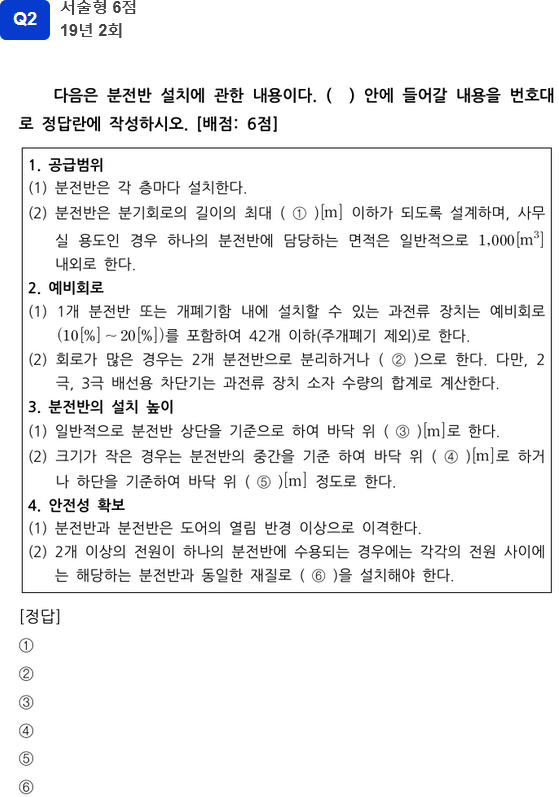 Q2
서술형 6점
19년 2회
다음은 분전반 설치에 관한 내용이다. (   ) 안에 들어갈 내용을 번호대
로 정답란에 작성하시오. [배점: 6점]
1. 공급범위
(1) 분전반은 각 층마다 설치한다.
(2) 분전반은 분기회로의 길이의 최대 ( ① )[m] 이하가 되도록 설계하며, 사무
실 용도인 경우 하나의 분전반에 담당하는 면적은 일반적으로 1,000[m³]
내외로 한다.
2. 예비회로
(1) 1개 분전반 또는 개폐기함 내에 설치할 수 있는 과전류 장치는 예비회로
(10[%] ~ 20[%])를 포함하여 42개 이하(주개폐기 제외)로 한다.
(2) 회로가 많은 경우는 2개 분전반으로 분리하거나 ( ② )으로 한다. 다만, 2
극, 3극 배선용 차단기는 과전류 장치 소자 수량의 합계로 계산한다.
3. 분전반의 설치 높이
(1) 일반적으로 분전반 상단을 기준으로 하여 바닥 위 ( ③ )[m]로 한다.
(2) 크기가 작은 경우는 분전반의 중간을 기준 하여 바닥 위 ( ④ )[m]로 하거
나 하단을 기준하여 바닥 위 ( ⑤ )[m] 정도로 한다.
4. 안전성 확보
(1) 분전반과 분전반은 도어의 열림 반경 이상으로 이격한다.
(2) 2개 이상의 전원이 하나의 분전반에 수용되는 경우에는 각각의 전원 사이에
는 해당하는 분전반과 동일한 재질로 ( ⑥ )을 설치해야 한다.
[정답]
①
②
③
④
⑤
⑥